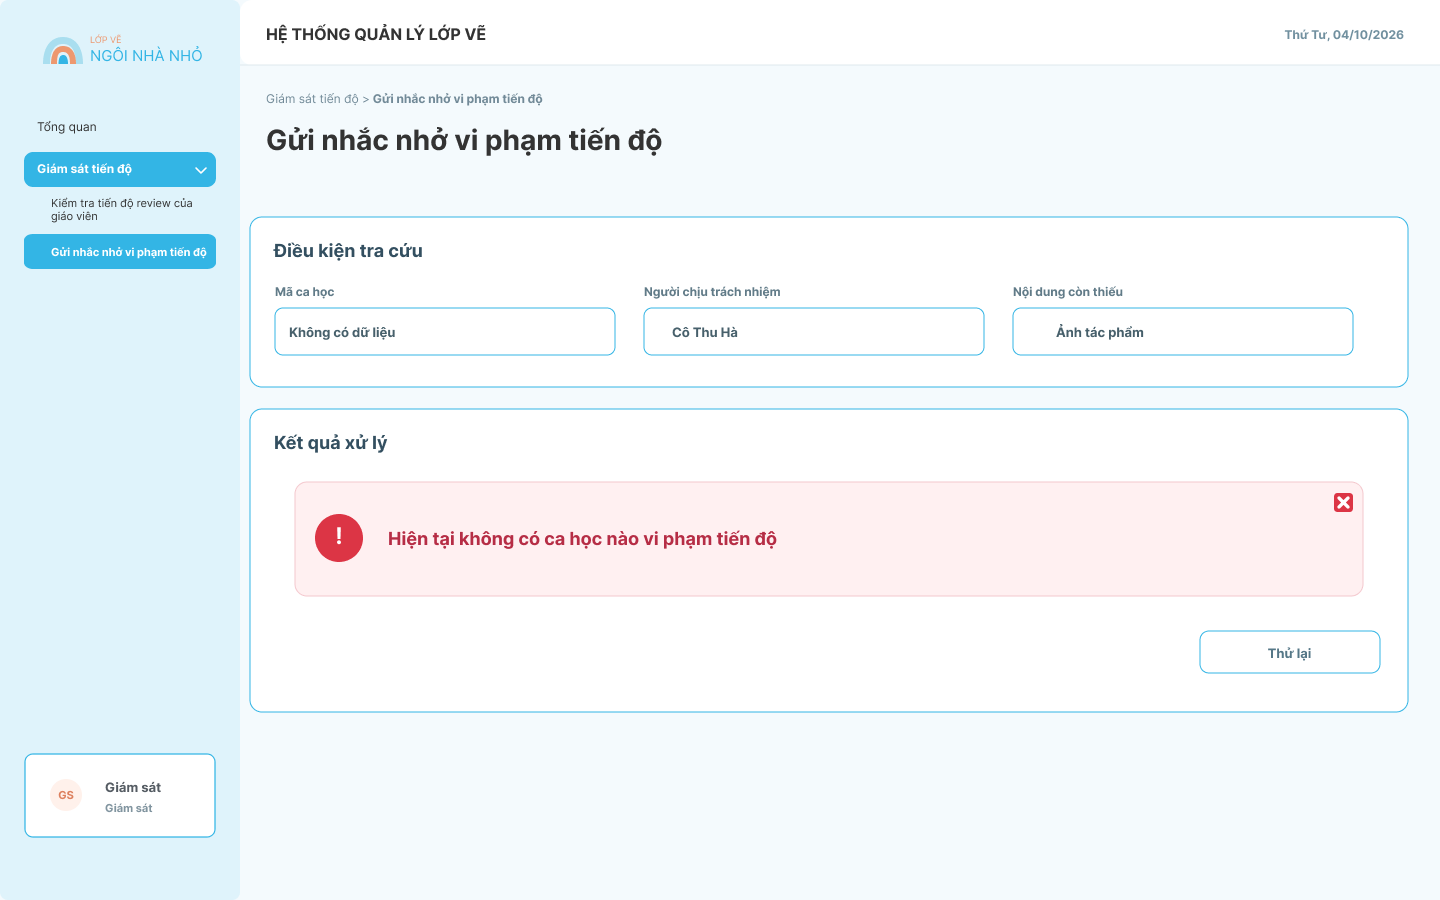 LỚP VẼ
NGÔI NHÀ NHỎ
HỆ THỐNG QUẢN LÝ LỚP VẼ
Thứ Tư, 04/10/2026
Tổng quan
Giám sát tiến độ
Kiểm tra tiến độ review của
giáo viên
Gửi nhắc nhở vi phạm tiến độ
Giám sát tiến độ > Gửi nhắc nhở vi phạm tiến độ
Gửi nhắc nhở vi phạm tiến độ
Điều kiện tra cứu
Mã ca học
Người chịu trách nhiệm
Nội dung còn thiếu
Không có dữ liệu
Cô Thu Hà
Ảnh tác phẩm
Kết quả xử lý
!
Hiện tại không có ca học nào vi phạm tiến độ
Thử lại
GS
Giám sát
Giám sát